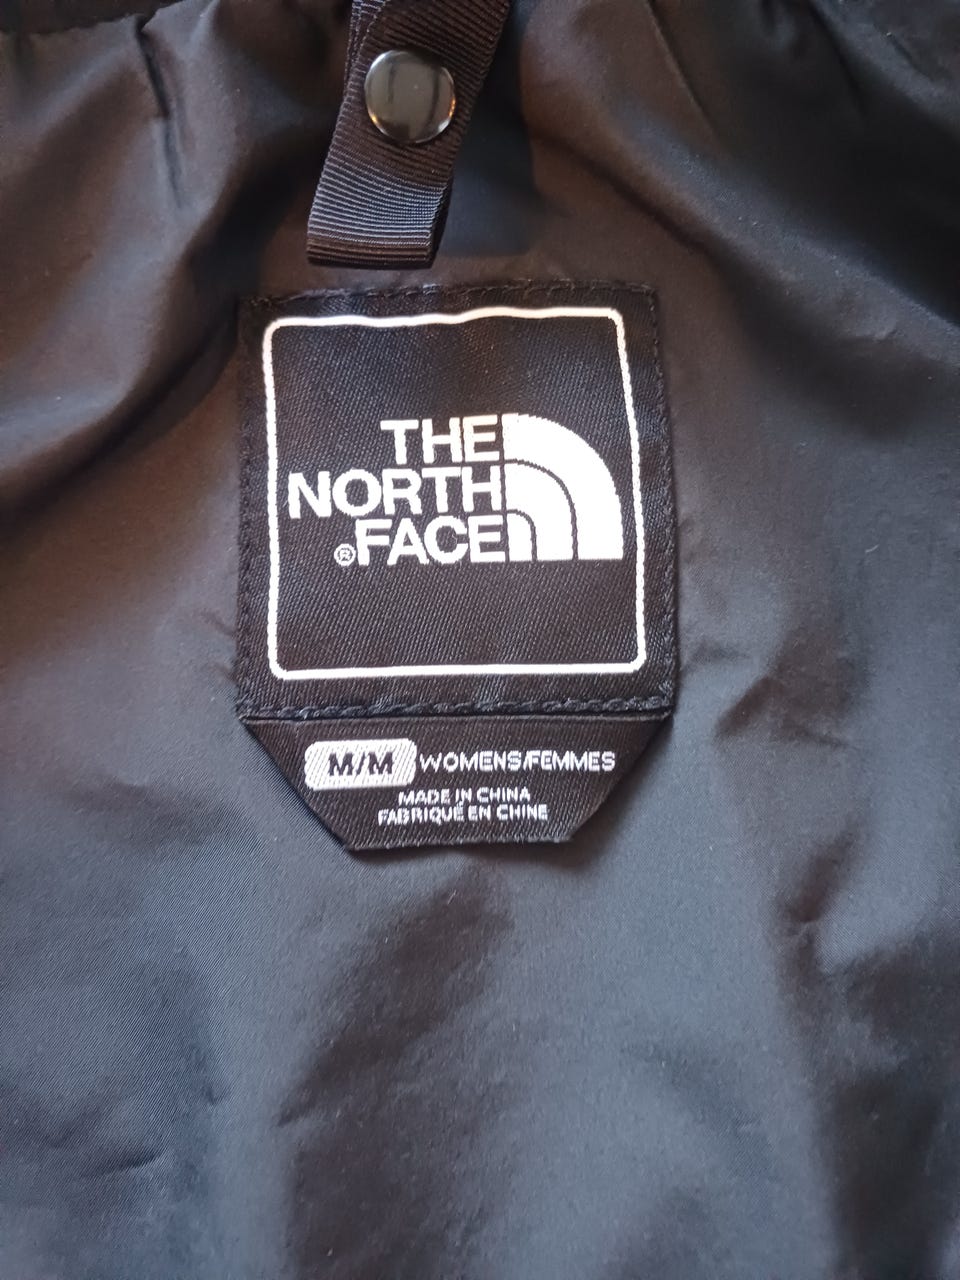 THE
NORTH
®FACE
M/M WOMENS/FEMMES
MADE IN CHINA
FABRIQUÉ EN CHINE